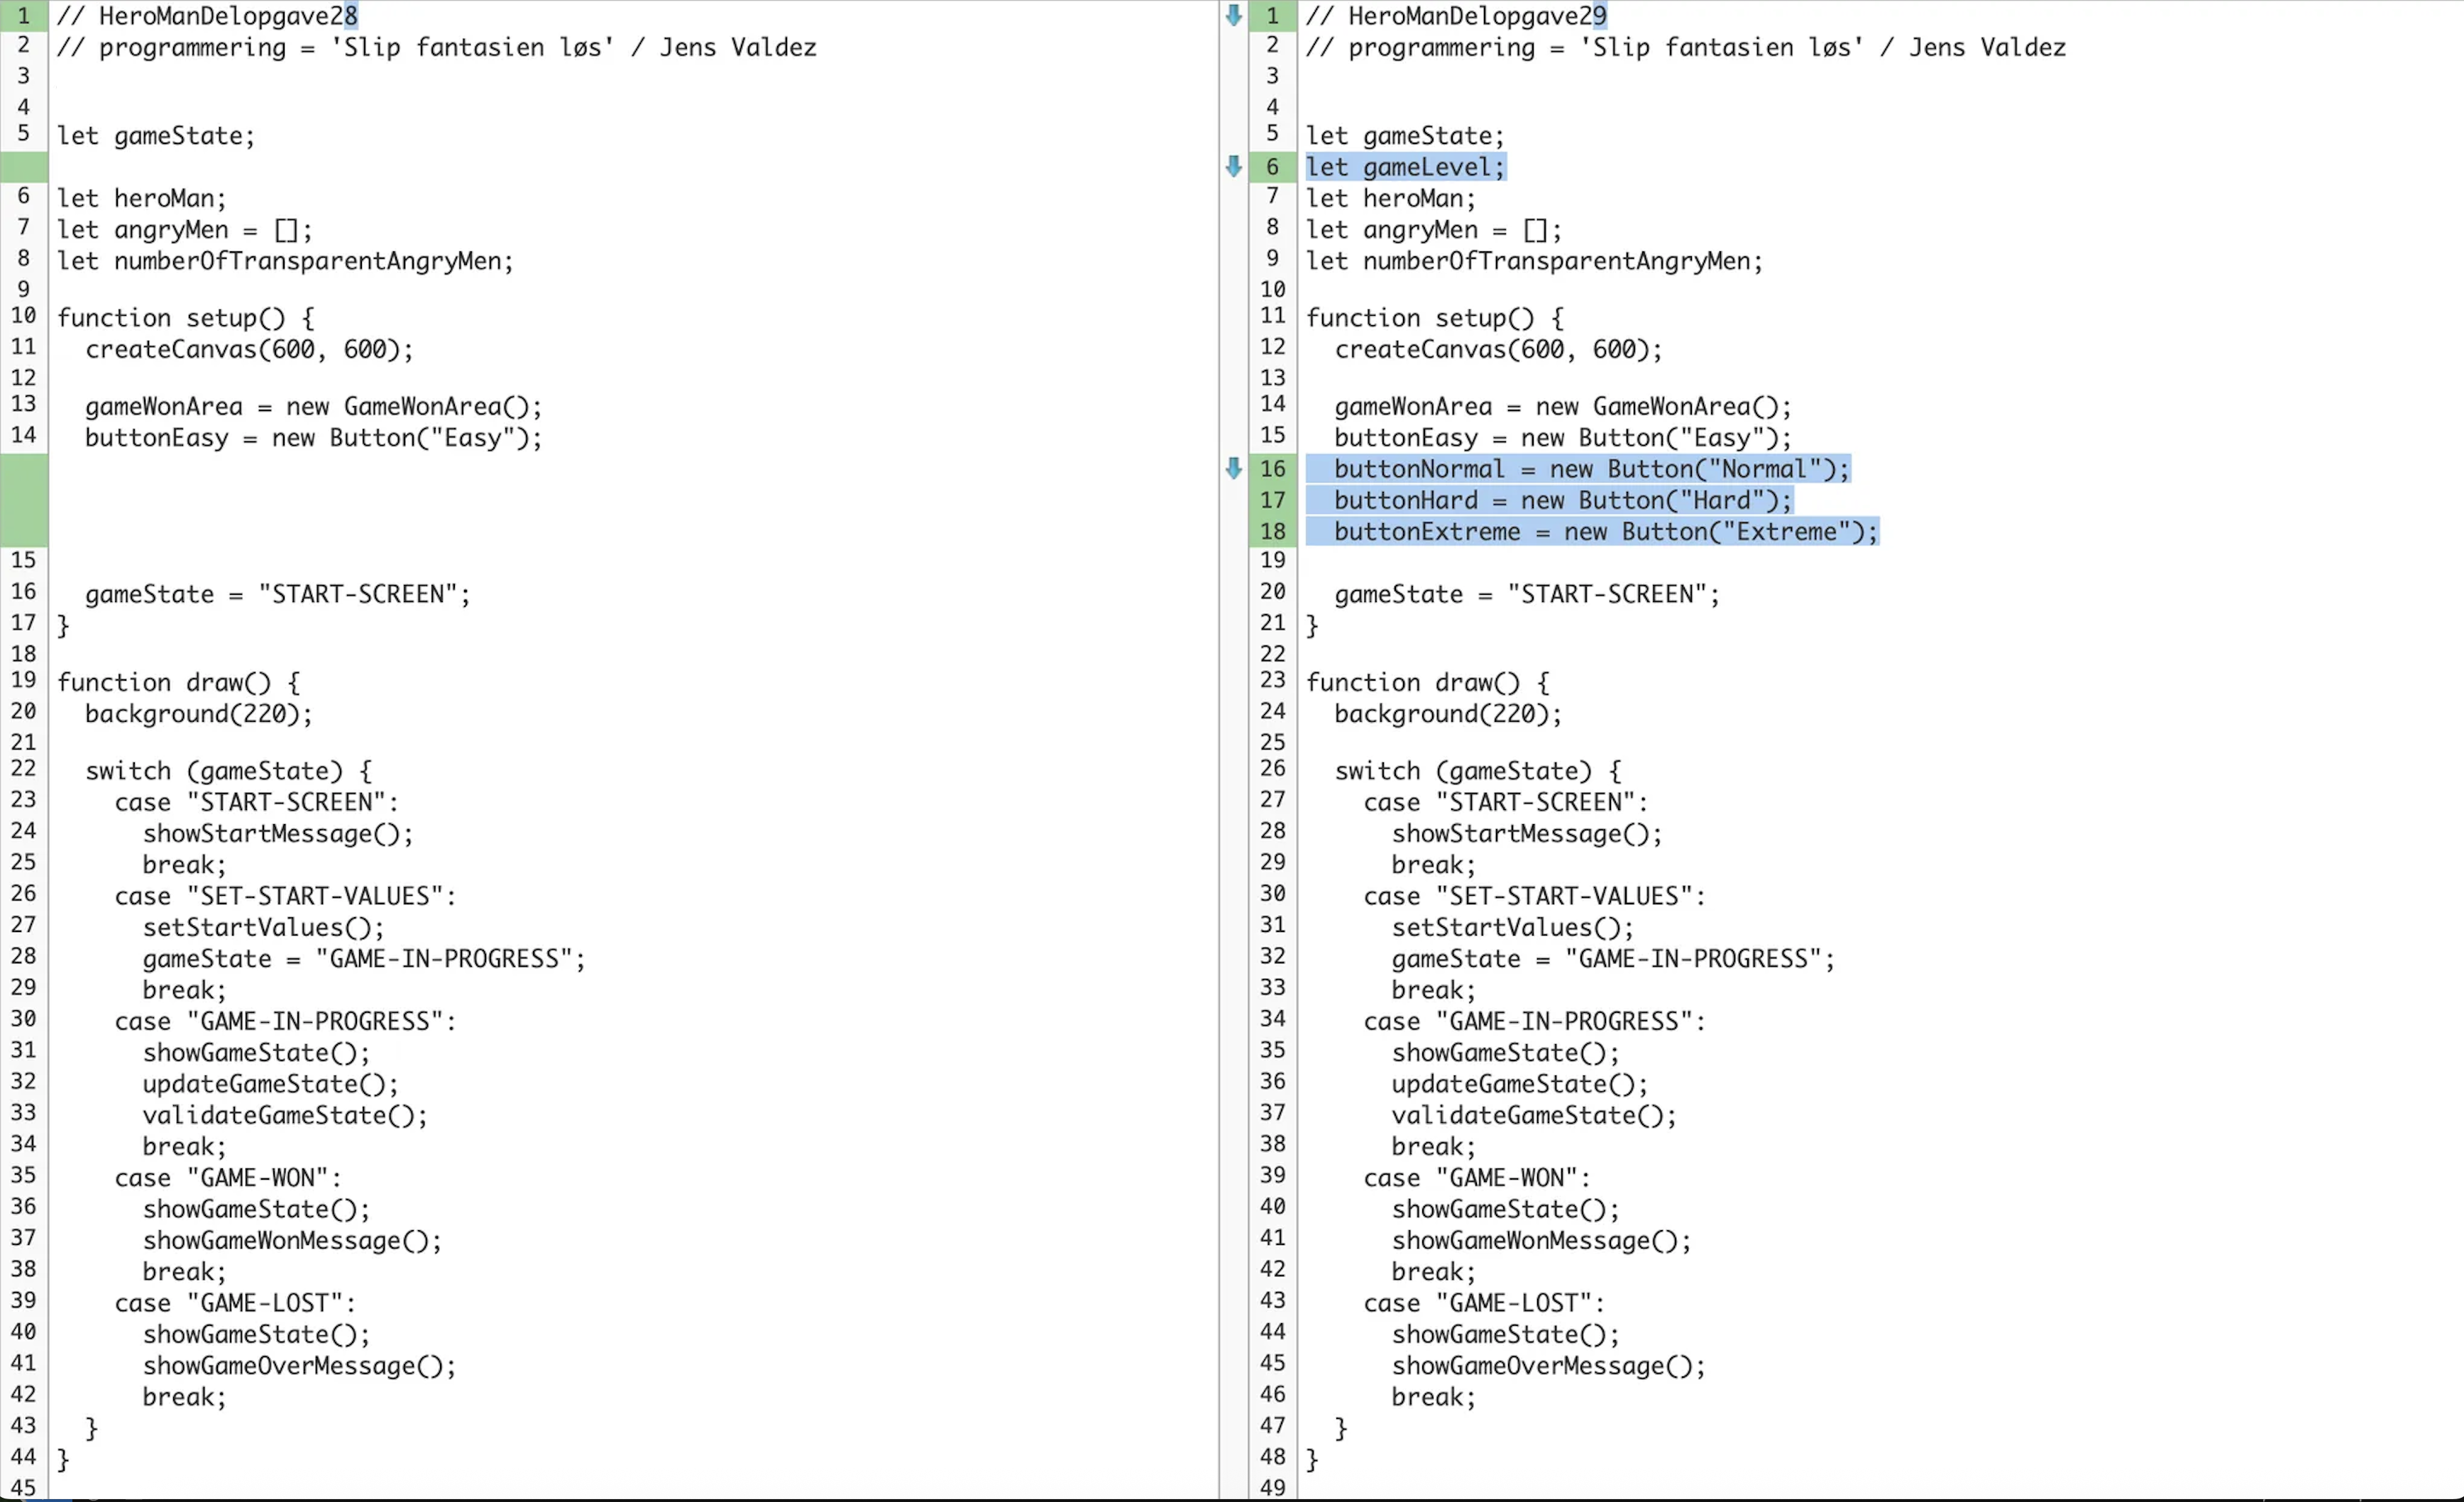 1 // HeroManDelopgave28
2 // programmering = 'Slip fantasien løs' / Jens Valdez
3
4
5 let gameState;
6 let heroMan;
7 let angryMen = [];
8 let numberOfTransparentAngryMen;
9
10 function setup() {
11 createCanvas(600, 600);
12
13 gameWonArea = new GameWonArea();
14 buttonEasy = new Button("Easy");
15
16 gameState = "START-SCREEN";
17 }
18
19 function draw() {
20 background(220);
21
22 switch (gameState) {
23 case "START-SCREEN":
24 showStartMessage();
25 break;
26 case "SET-START-VALUES":
27 setStartValues();
28 gameState = "GAME-IN-PROGRESS";
29 break;
30 case "GAME-IN-PROGRESS":
31 showGameState();
32 updateGameState();
33 validateGameState();
34 break;
35 case "GAME-WON":
36 showGameState();
37 showGameWonMessage();
38 break;
39 case "GAME-LOST":
40 showGameState();
41 showGameOverMessage();
42 break;
43 }
44 }
45
1 // HeroManDelopgave29
2 // programmering = 'Slip fantasien løs' / Jens Valdez
3
4
5 let gameState;
6 let gameLevel;
7 let heroMan;
8 let angryMen = [];
9 let numberOfTransparentAngryMen;
10
11 function setup() {
12 createCanvas(600, 600);
13
14 gameWonArea = new GameWonArea();
15 buttonEasy = new Button("Easy");
16 buttonNormal = new Button("Normal");
17 buttonHard = new Button("Hard");
18 buttonExtreme = new Button("Extreme");
19
20 gameState = "START-SCREEN";
21 }
22
23 function draw() {
24 background(220);
25
26 switch (gameState) {
27 case "START-SCREEN":
28 showStartMessage();
29 break;
30 case "SET-START-VALUES":
31 setStartValues();
32 gameState = "GAME-IN-PROGRESS";
33 break;
34 case "GAME-IN-PROGRESS":
35 showGameState();
36 updateGameState();
37 validateGameState();
38 break;
39 case "GAME-WON":
40 showGameState();
41 showGameWonMessage();
42 break;
43 case "GAME-LOST":
44 showGameState();
45 showGameOverMessage();
46 break;
47 }
48 }
49